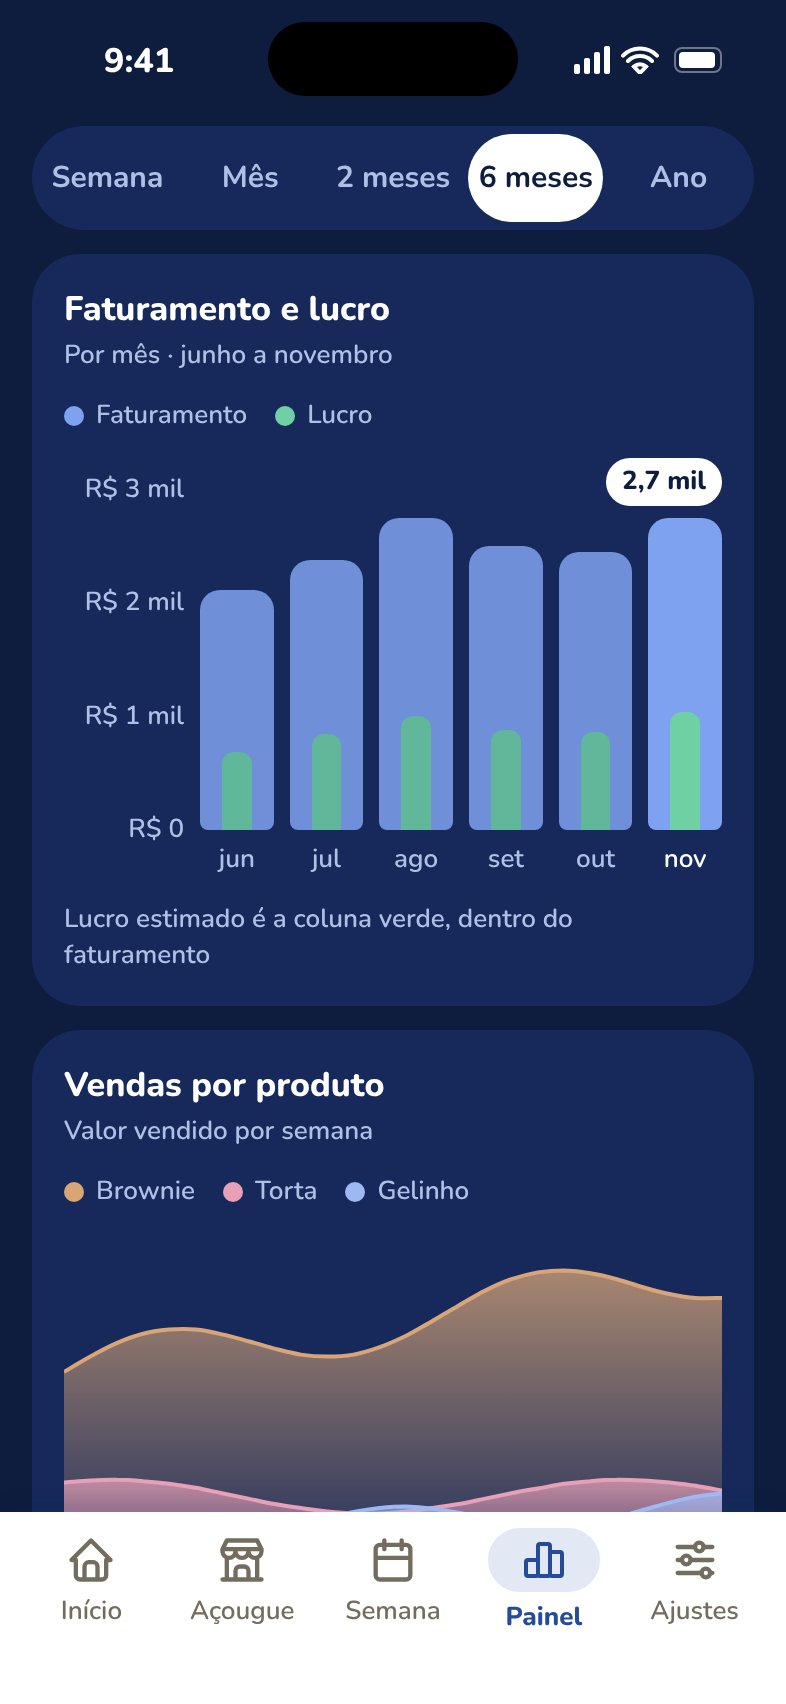 9:41
Semana Mês 2 meses 6 meses Ano
Faturamento e lucro
Por mês · junho a novembro
Faturamento Lucro
2,7 mil
R$ 3 mil
R$ 2 mil
R$ 1 mil
R$ 0
jun jul ago set out nov
Lucro estimado é a coluna verde, dentro do
faturamento
Vendas por produto
Valor vendido por semana
Brownie Torta Gelinho
Início Açougue Semana Painel Ajustes